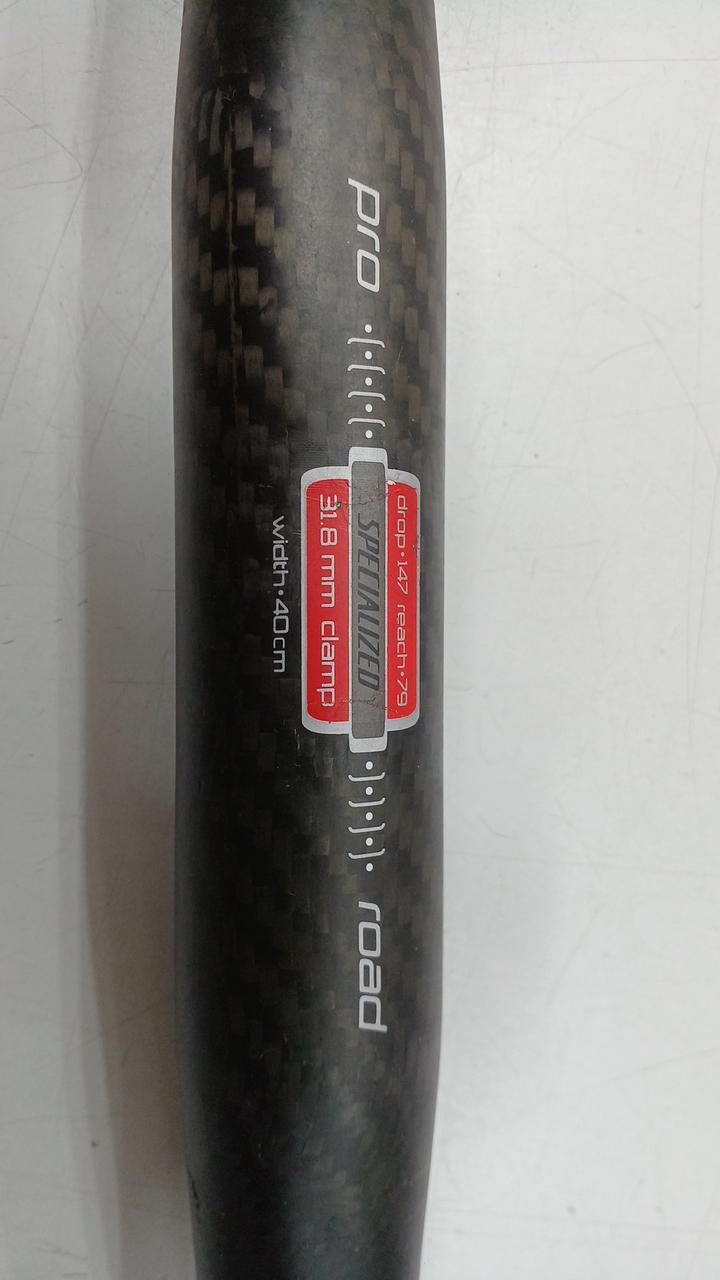 drop•147 reach•79
pro SPECIALIZED road
31.8 mm clamp
width•40cm